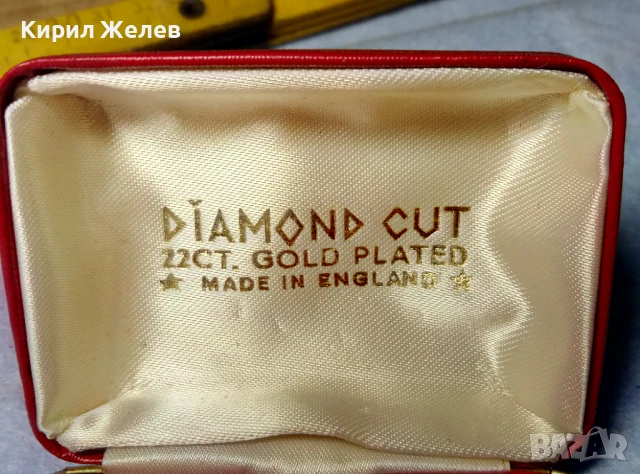 Кирил Желев
DIAMOND CUT
22CT. GOLD PLATED
★ MADE IN ENGLAND ★
BAZAR